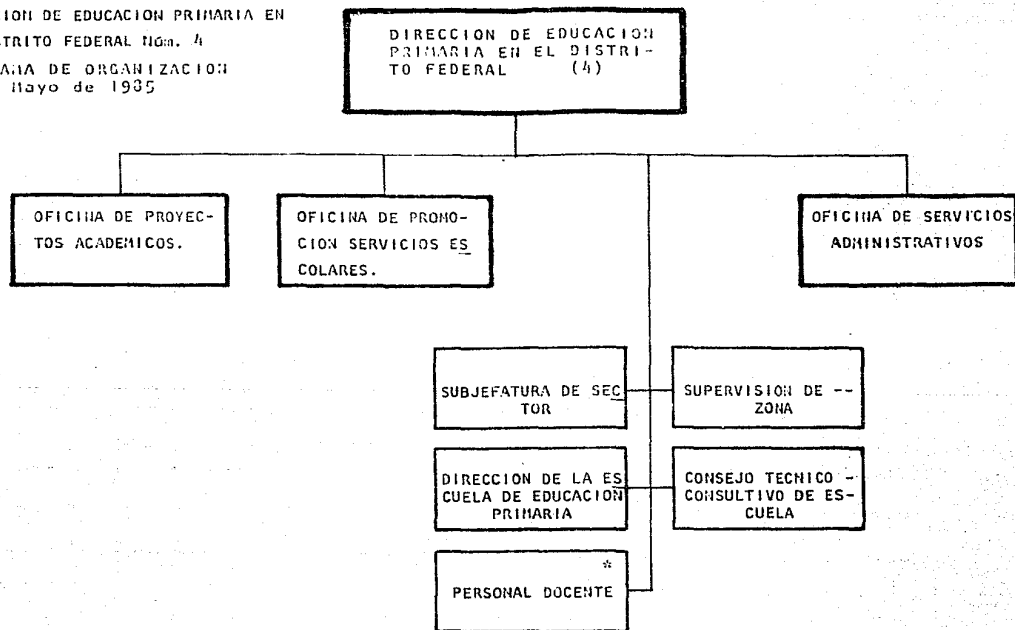 ION DE EDUCACION PRIMARIA EN
TRITO FEDERAL Núm. 4
AMA DE ORGANIZACION
Mayo de 1985
DIRECCION DE EDUCACION
PRIMARIA EN EL DISTRI-
TO FEDERAL (4)
OFICINA DE PROYEC-
TOS ACADEMICOS.
OFICINA DE PROMO-
CION SERVICIOS ES
COLARES.
OFICINA DE SERVICIOS
ADMINISTRATIVOS
SUBJEFATURA DE SEC
TOR
SUPERVISION DE --
ZONA
DIRECCION DE LA ES
CUELA DE EDUCACION
PRIMARIA
CONSEJO TECNICO -
CONSULTIVO DE ES-
CUELA
*
PERSONAL DOCENTE